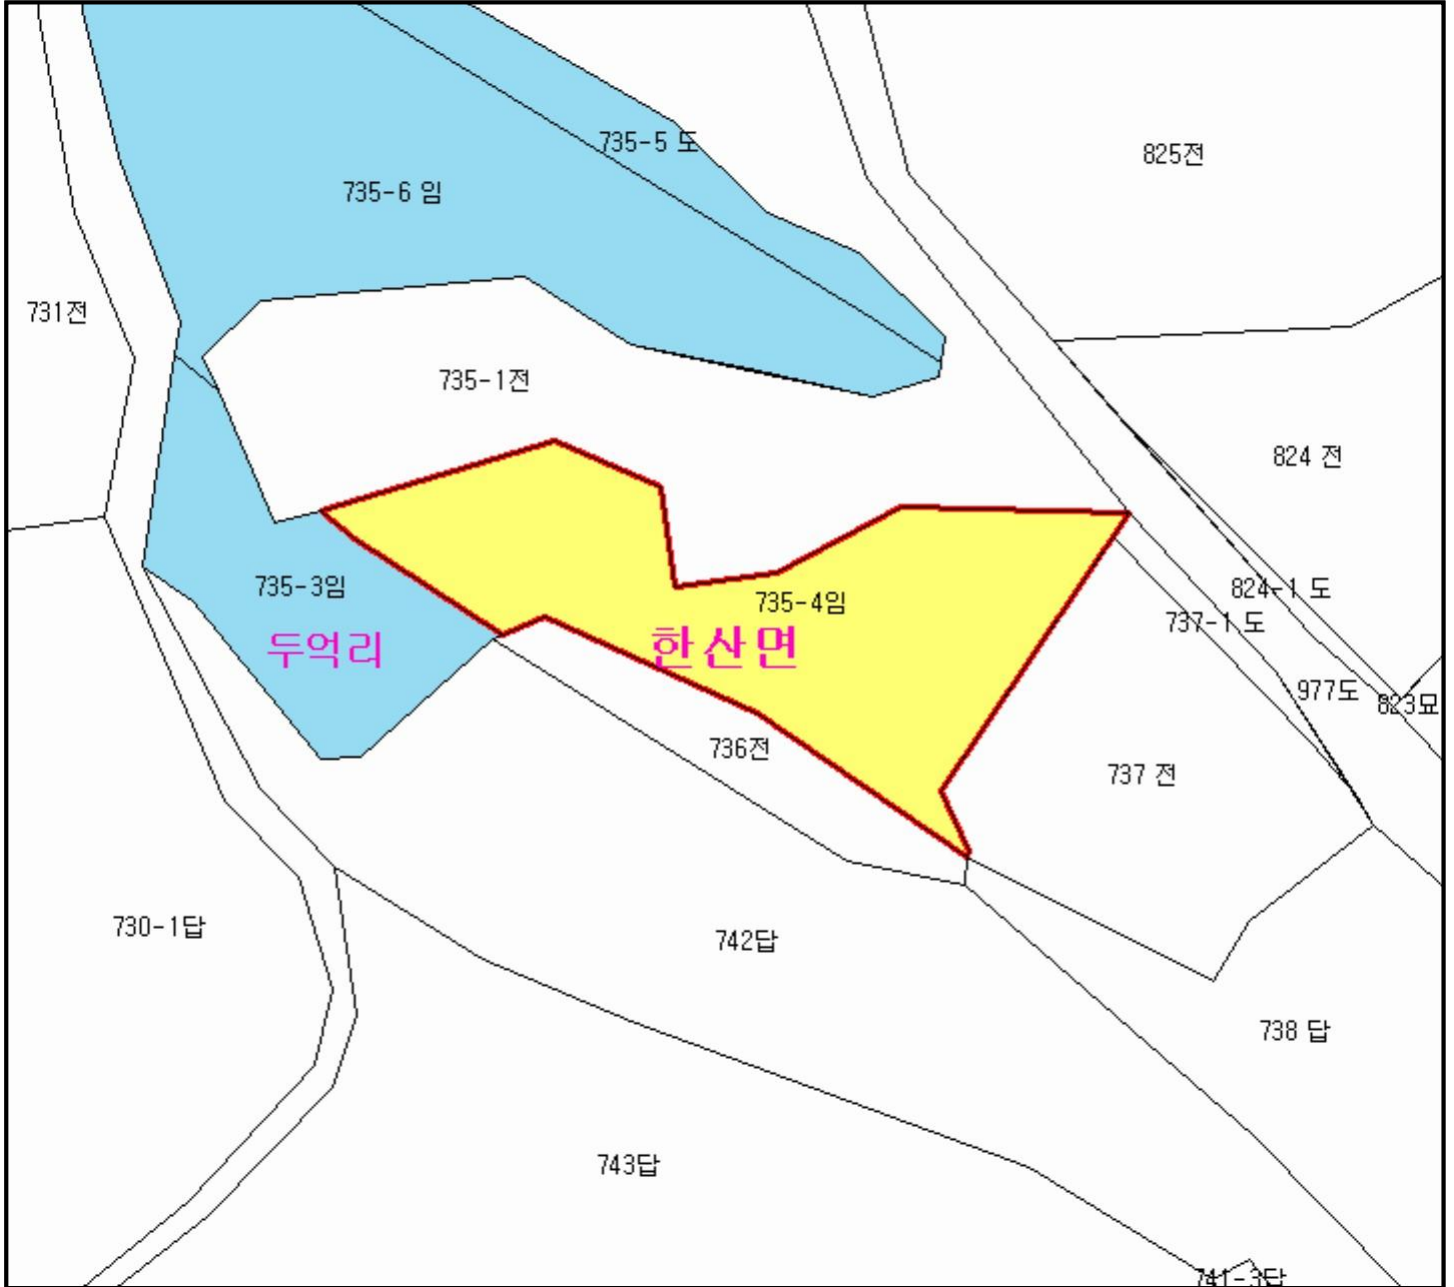 735-5 도
825전
735-6 임
731전
735-1전
824 전
735-3임
735-4임
824-1 도
737-1 도
두억리
한산면
977도
823묘
736전
737 전
730-1답
742답
738 답
743답
741-3답